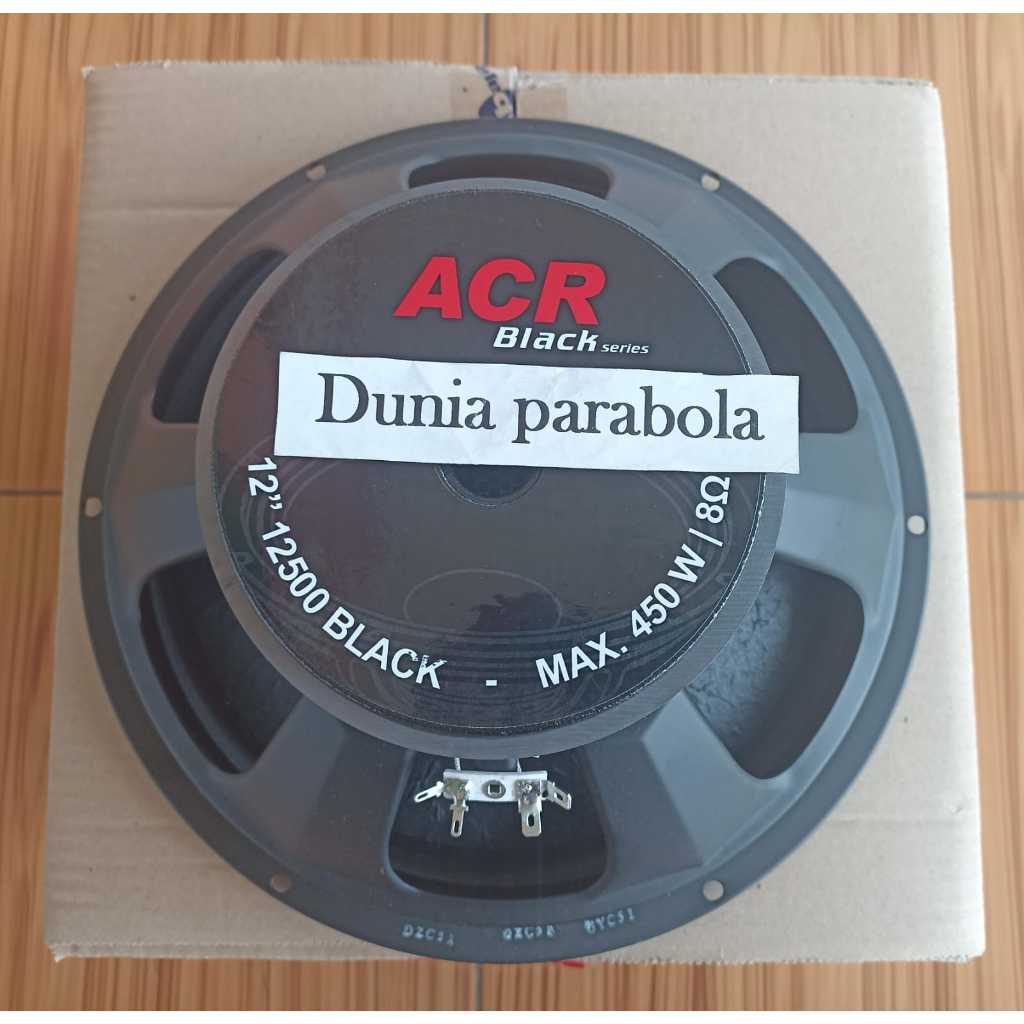 ACR
Black series
Dunia parabola
12” 12500 BLACK - MAX. 450 W | 8Ω